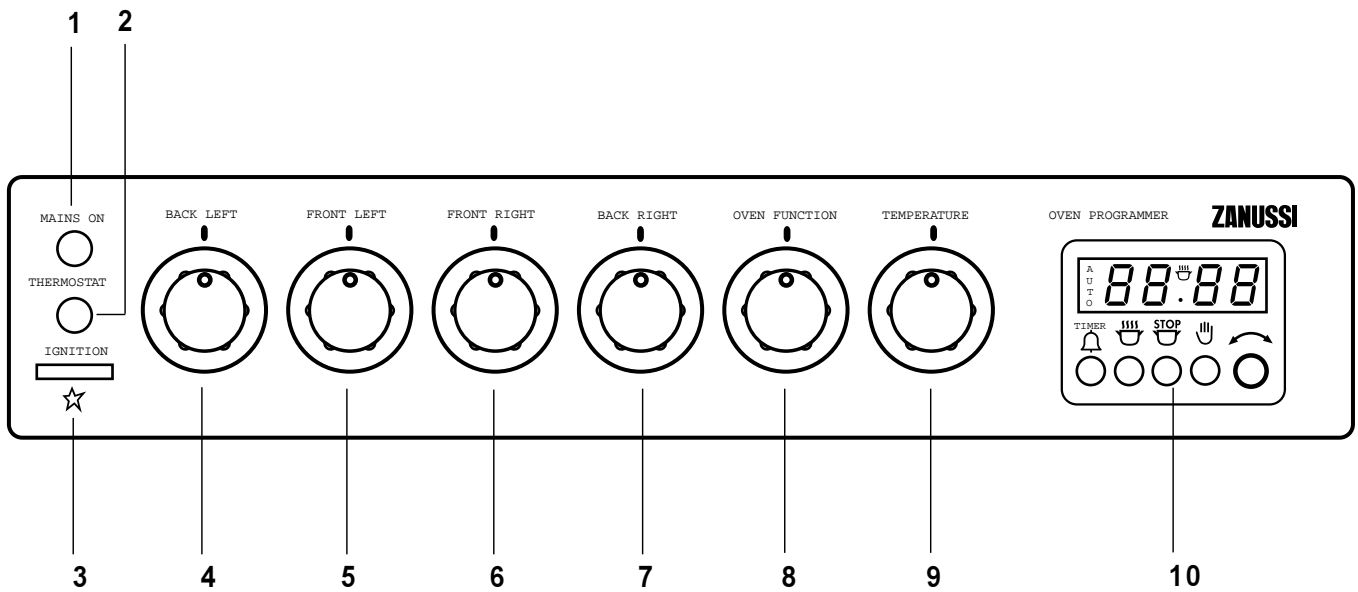 1 2
MAINS ON
THERMOSTAT
IGNITION
BACK LEFT
FRONT LEFT
FRONT RIGHT
BACK RIGHT
OVEN FUNCTION
TEMPERATURE
OVEN PROGRAMMER
ZANUSSI
AUTO
88.88
TIMER
STOP
3 4 5 6 7 8 9 10